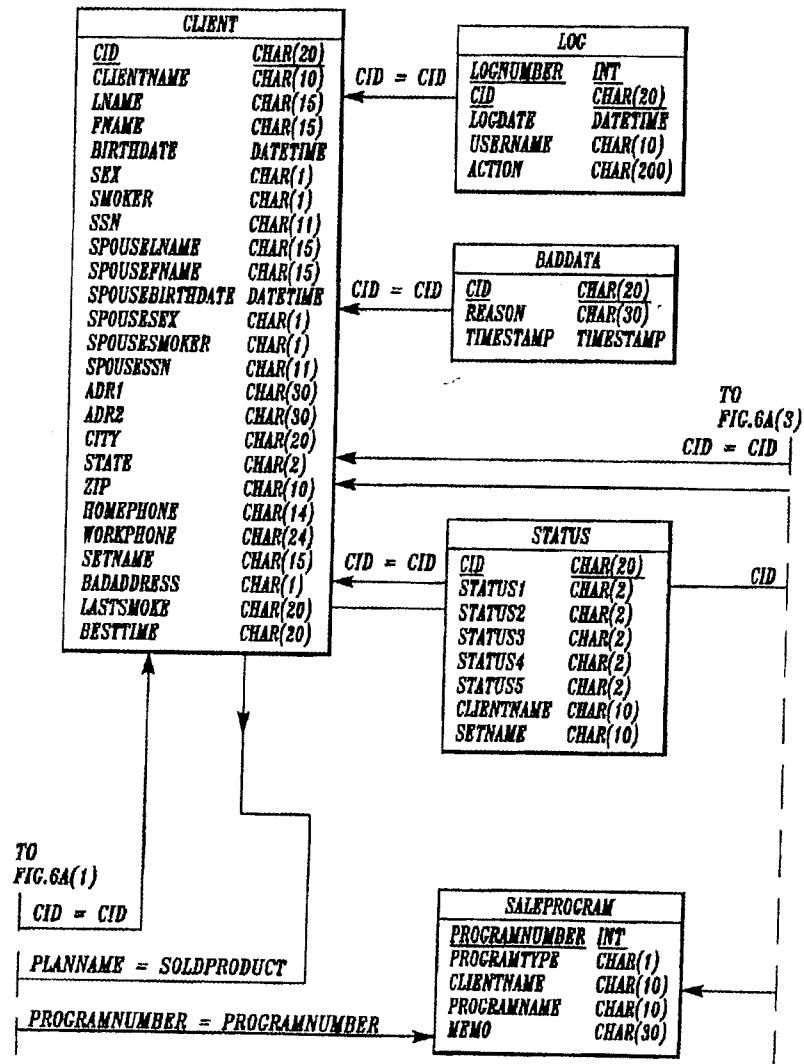 CLIENT
CID CHAR(20)
CLIENTNAME CHAR(10)
LNAME CHAR(15)
FNAME CHAR(15)
BIRTHDATE DATETIME
SEX CHAR(1)
SMOKER CHAR(1)
SSN CHAR(11)
SPOUSELNAME CHAR(15)
SPOUSEFNAME CHAR(15)
SPOUSEBIRTHDATE DATETIME
SPOUSESEX CHAR(1)
SPOUSESMOKER CHAR(1)
SPOUSESSN CHAR(11)
ADR1 CHAR(30)
ADR2 CHAR(30)
CITY CHAR(20)
STATE CHAR(2)
ZIP CHAR(10)
HOMEPHONE CHAR(14)
WORKPHONE CHAR(24)
SETNAME CHAR(15)
BADADDRESS CHAR(1)
LASTSMOKE CHAR(20)
BESTTIME CHAR(20)
CID = CID
LOG
LOGNUMBER INT
CID CHAR(20)
LOGDATE DATETIME
USERNAME CHAR(10)
ACTION CHAR(200)
CID = CID
BADDATA
CID CHAR(20)
REASON CHAR(30)
TIMESTAMP TIMESTAMP
TO
FIG.6A(3)
CID = CID
CID = CID
STATUS
CID CHAR(20)
STATUS1 CHAR(2)
STATUS2 CHAR(2)
STATUS3 CHAR(2)
STATUS4 CHAR(2)
STATUS5 CHAR(2)
CLIENTNAME CHAR(10)
SETNAME CHAR(10)
CID
TO
FIG.6A(1)
CID = CID
PLANNAME = SOLDPRODUCT
PROGRAMNUMBER = PROGRAMNUMBER
SALEPROGRAM
PROGRAMNUMBER INT
PROGRAMTYPE CHAR(1)
CLIENTNAME CHAR(10)
PROGRAMNAME CHAR(10)
MEMO CHAR(30)